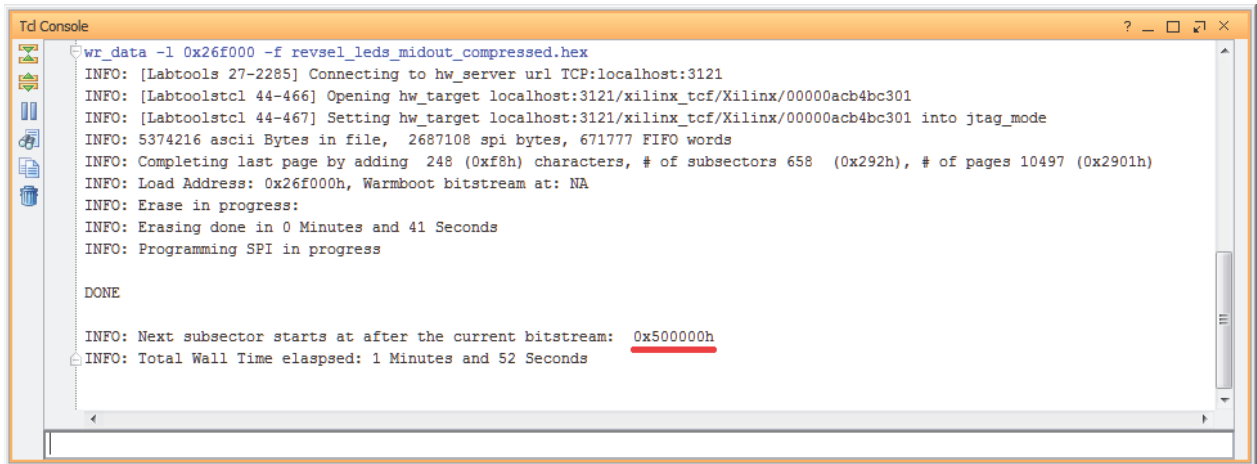 Tcl Console
wr_data -l 0x26f000 -f revsel_leds_midout_compressed.hex
INFO: [Labtools 27-2285] Connecting to hw_server url TCP:localhost:3121
INFO: [Labtoolstcl 44-466] Opening hw_target localhost:3121/xilinx_tcf/Xilinx/00000acb4bc301
INFO: [Labtoolstcl 44-467] Setting hw_target localhost:3121/xilinx_tcf/Xilinx/00000acb4bc301 into jtag_mode
INFO: 5374216 ascii Bytes in file,  2687108 spi bytes, 671777 FIFO words
INFO: Completing last page by adding  248 (0xf8h) characters, # of subsectors 658  (0x292h), # of pages 10497 (0x2901h)
INFO: Load Address: 0x26f000h, Warmboot bitstream at: NA
INFO: Erase in progress:
INFO: Erasing done in 0 Minutes and 41 Seconds
INFO: Programming SPI in progress
DONE
INFO: Next subsector starts at after the current bitstream:  0x500000h
INFO: Total Wall Time elaspsed: 1 Minutes and 52 Seconds